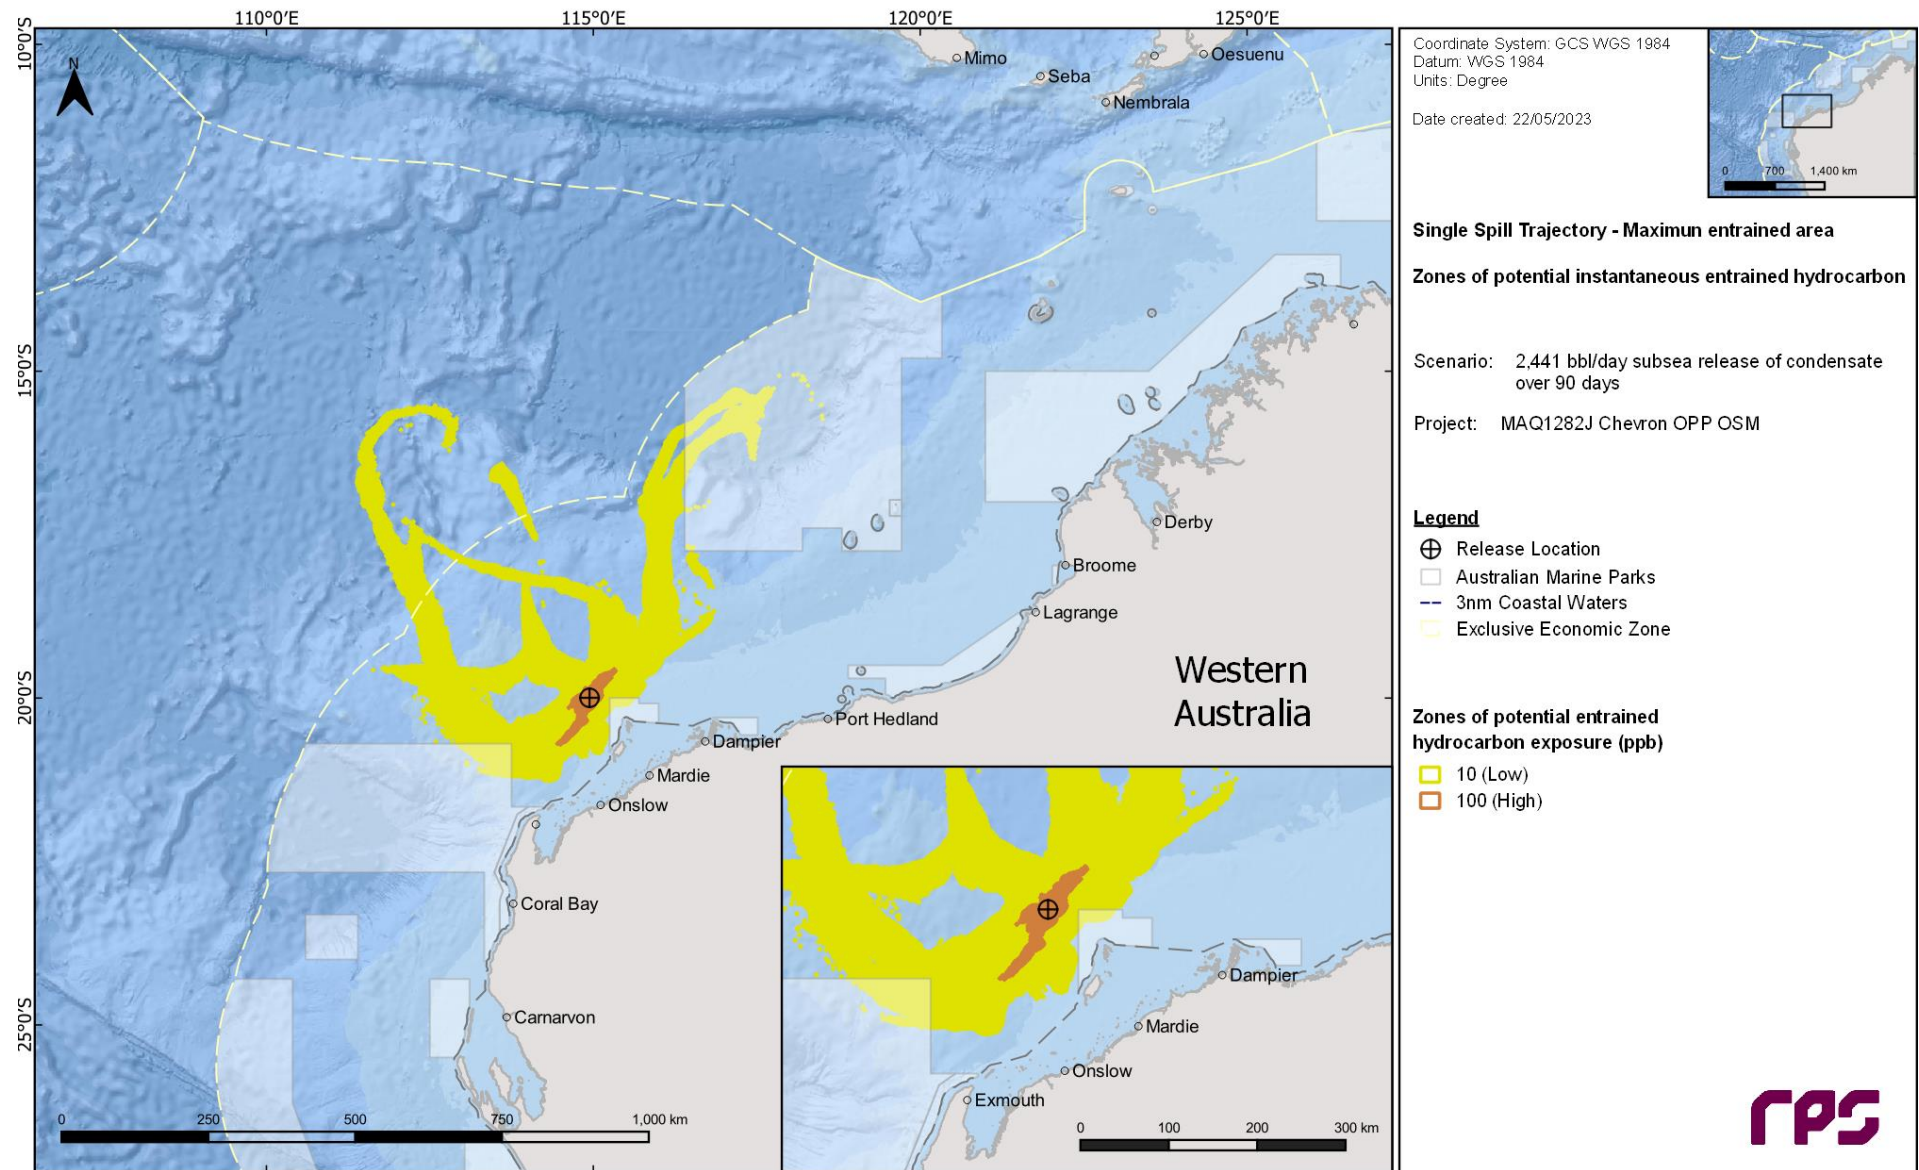 110°0'E 115°0'E 120°0'E 125°0'E
10°0'S
15°0'S
20°0'S
25°0'S
N
Mimo
Seba
Oesuenu
Nembrala
Derby
Broome
Lagrange
Western
Australia
Port Hedland
Dampier
Mardie
Onslow
Coral Bay
Carnarvon
0 250 500 750 1,000 km
Dampier
Mardie
Onslow
Exmouth
0 100 200 300 km
Coordinate System: GCS WGS 1984
Datum: WGS 1984
Units: Degree
Date created: 22/05/2023
0 700 1,400 km
Single Spill Trajectory - Maximun entrained area
Zones of potential instantaneous entrained hydrocarbon
Scenario: 2,441 bbl/day subsea release of condensate
over 90 days
Project: MAQ1282J Chevron OPP OSM
Legend
Release Location
Australian Marine Parks
3nm Coastal Waters
Exclusive Economic Zone
Zones of potential entrained
hydrocarbon exposure (ppb)
10 (Low)
100 (High)
rps